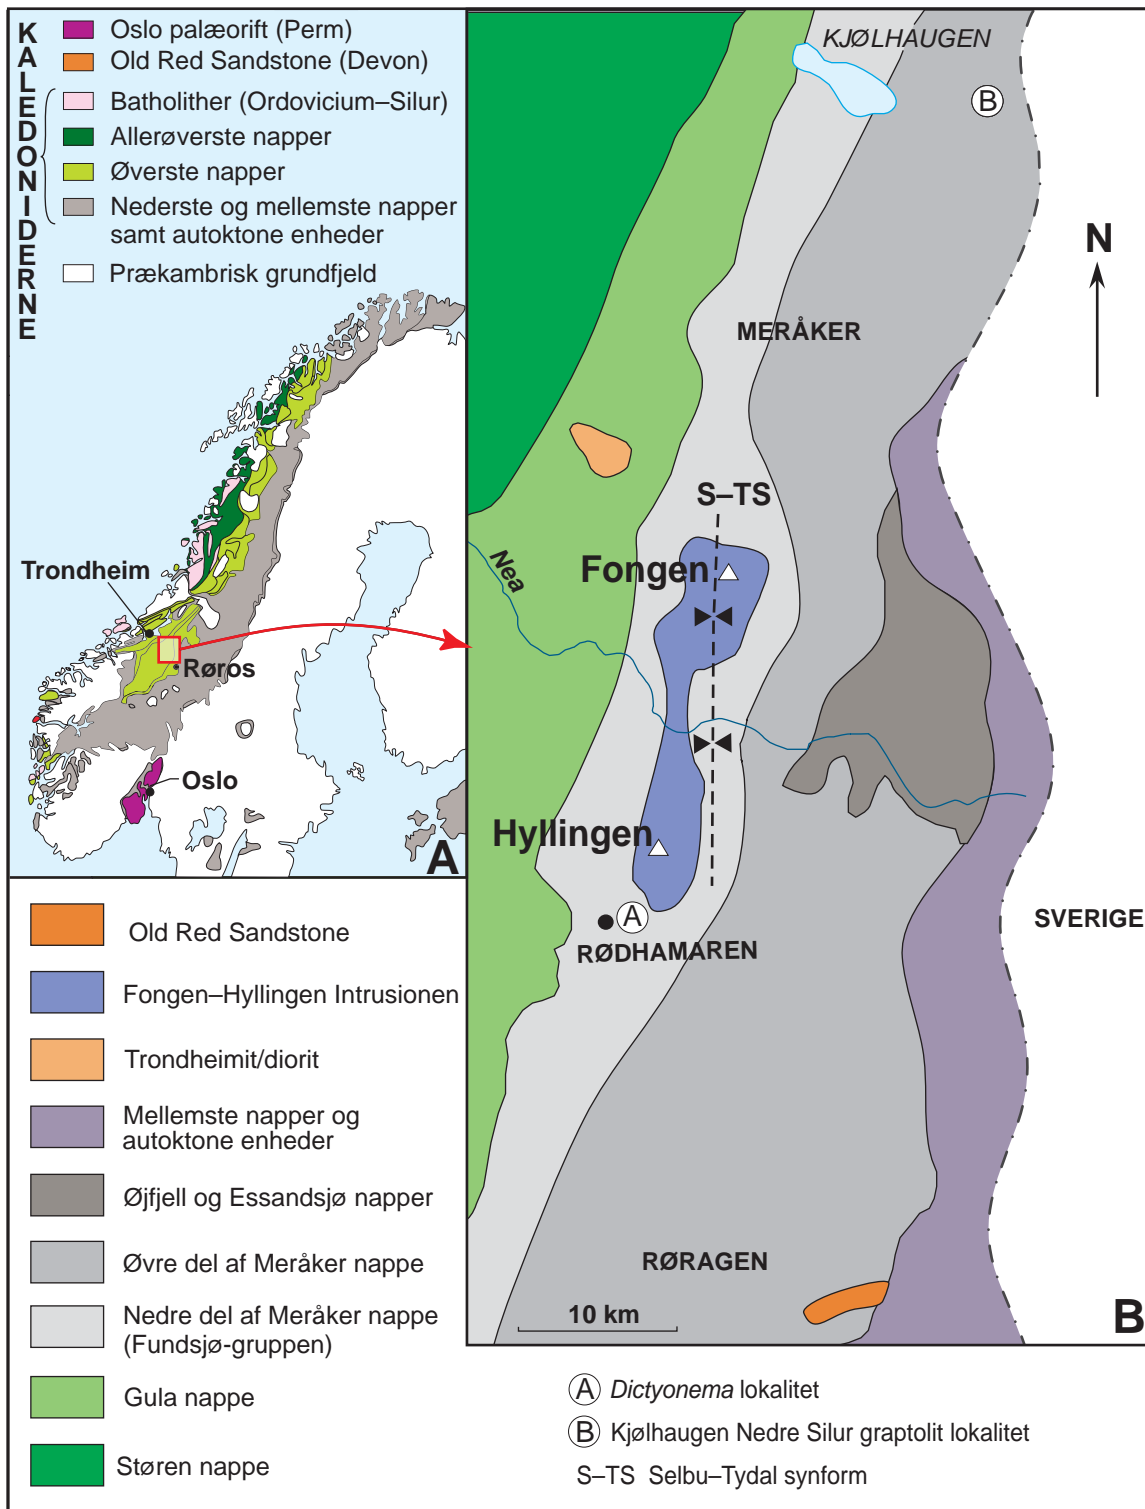 KALEDONIDERNE
Oslo palæorift (Perm)
Old Red Sandstone (Devon)
Batholither (Ordovicium–Silur)
Allerøverste napper
Øverste napper
Nederste og mellemste napper
samt autoktone enheder
Prækambrisk grundfjeld
Trondheim
Røros
Oslo
A
KJØLHAUGEN
B
N
MERÅKER
S–TS
Nea
Fongen
Hyllingen
A
RØDHAMAREN
SVERIGE
RØRAGEN
10 km
B
Old Red Sandstone
Fongen–Hyllingen Intrusionen
Trondheimit/diorit
Mellemste napper og
autoktone enheder
Øjfjell og Essandsjø napper
Øvre del af Meråker nappe
Nedre del af Meråker nappe
(Fundsjø-gruppen)
Gula nappe
Støren nappe
A Dictyonema lokalitet
B Kjølhaugen Nedre Silur graptolit lokalitet
S–TS Selbu–Tydal synform